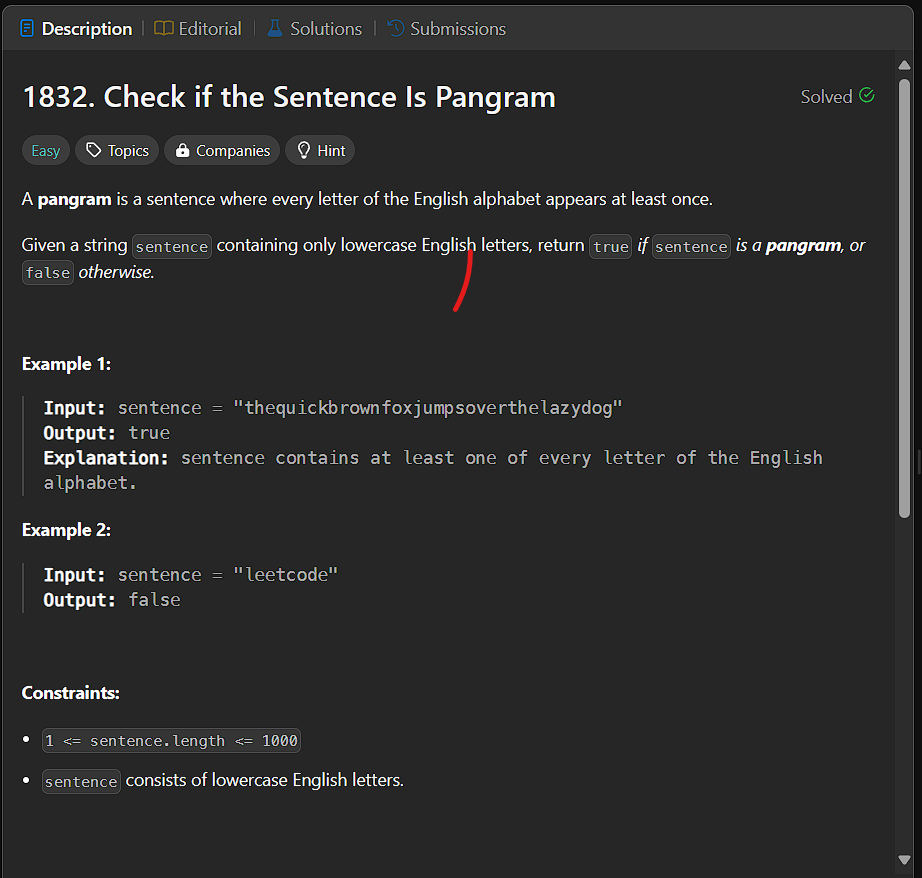 Description | Editorial | Solutions | Submissions
1832. Check if the Sentence Is Pangram
Solved
Easy Topics Companies Hint
A pangram is a sentence where every letter of the English alphabet appears at least once.
Given a string sentence containing only lowercase English letters, return true if sentence is a pangram, or
false otherwise.
Example 1:
Input: sentence = "thequickbrownfoxjumpsoverthelazydog"
Output: true
Explanation: sentence contains at least one of every letter of the English
alphabet.
Example 2:
Input: sentence = "leetcode"
Output: false
Constraints:
• 1 <= sentence.length <= 1000
• sentence consists of lowercase English letters.